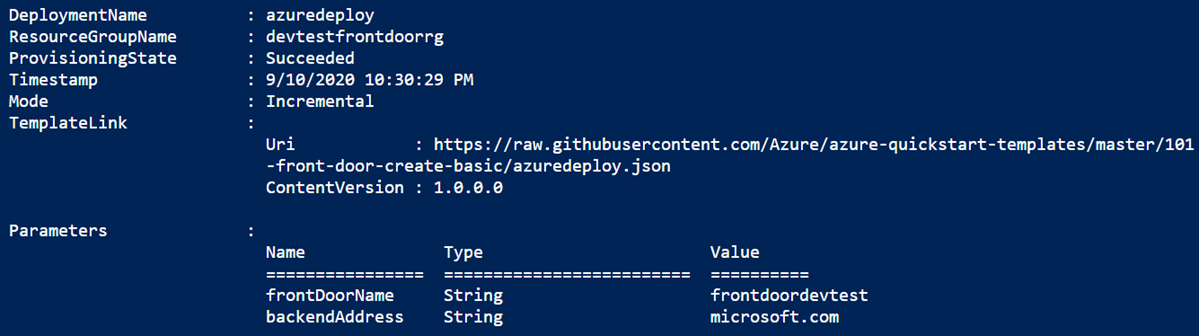 DeploymentName          : azuredeploy
ResourceGroupName       : devtestfrontdoorrg
ProvisioningState       : Succeeded
Timestamp               : 9/10/2020 10:30:29 PM
Mode                    : Incremental
TemplateLink            :
                          Uri            : https://raw.githubusercontent.com/Azure/azure-quickstart-templates/master/101
                          -front-door-create-basic/azuredeploy.json
                          ContentVersion : 1.0.0.0
Parameters              :
                          Name              Type                       Value
                          ================  =========================  ==========
                          frontDoorName     String                     frontdoordevtest
                          backendAddress    String                     microsoft.com